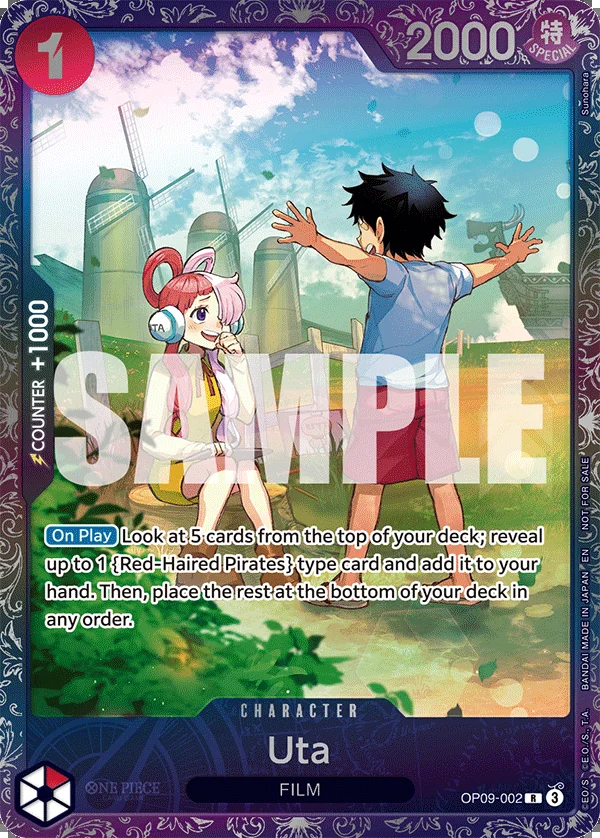 1
2000
特
SPECIAL
Sunohara
COUNTER +1000
TA
SAMPLE
On Play Look at 5 cards from the top of your deck; reveal
up to 1 {Red-Haired Pirates} type card and add it to your
hand. Then, place the rest at the bottom of your deck in
any order.
©E.O/S. ©E.O./S., T.A. BANDAI MADE IN JAPAN EN NOT FOR SALE
CHARACTER
Uta
FILM
ONE PIECE
CARD GAME
OP09-002 R 3